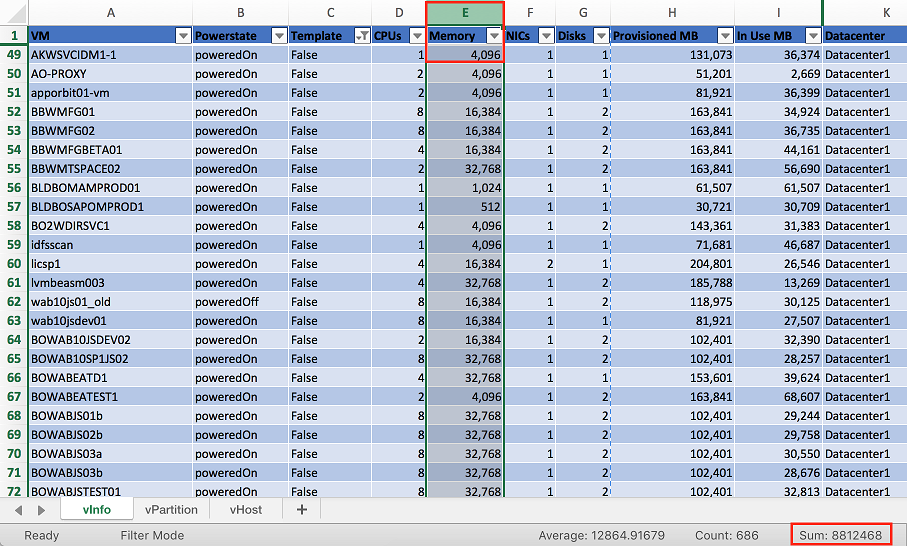 A B C D E F G H I K
1 VM Powerstate Template CPUs Memory NICs Disks Provisioned MB In Use MB Datacenter
49 AKWSVCIDM1-1 poweredOn False 1 4,096 1 1 131,073 36,374 Datacenter1
50 AO-PROXY poweredOn False 2 4,096 1 1 51,201 2,669 Datacenter1
51 apporbit01-vm poweredOn False 2 4,096 1 1 81,921 36,399 Datacenter1
52 BBWMFG01 poweredOn False 8 16,384 1 2 163,841 34,924 Datacenter1
53 BBWMFG02 poweredOn False 8 16,384 1 2 163,841 36,735 Datacenter1
54 BBWMFGBETA01 poweredOn False 4 16,384 1 2 163,841 44,161 Datacenter1
55 BBWMTSPACE02 poweredOn False 2 32,768 1 2 163,841 56,690 Datacenter1
56 BLDBOMAMPROD01 poweredOn False 1 1,024 1 1 61,507 61,507 Datacenter1
57 BLDBOSAPOMPROD1 poweredOn False 1 512 1 1 30,721 30,709 Datacenter1
58 BO2WDIRSVC1 poweredOn False 4 4,096 1 2 143,361 31,383 Datacenter1
59 idfsscan poweredOn False 1 4,096 1 1 71,681 46,687 Datacenter1
60 licsp1 poweredOn False 4 16,384 2 1 204,801 26,546 Datacenter1
61 lvmbeasm003 poweredOn False 4 32,768 1 2 185,788 13,269 Datacenter1
62 wab10js01_old poweredOff False 8 16,384 1 2 118,975 30,125 Datacenter1
63 wab10jsdev01 poweredOn False 8 16,384 1 1 81,921 27,507 Datacenter1
64 BOWAB10JSDEV02 poweredOn False 2 16,384 1 2 102,401 32,390 Datacenter1
65 BOWAB10SP1JS02 poweredOn False 8 32,768 1 2 102,401 28,257 Datacenter1
66 BOWABEATD1 poweredOn False 4 32,768 1 1 153,601 39,624 Datacenter1
67 BOWABEATEST1 poweredOn False 2 4,096 1 2 163,841 68,607 Datacenter1
68 BOWABJS01b poweredOn False 8 32,768 1 2 102,401 29,244 Datacenter1
69 BOWABJS02b poweredOn False 8 32,768 1 2 102,401 29,758 Datacenter1
70 BOWABJS03a poweredOn False 8 32,768 1 2 102,401 30,550 Datacenter1
71 BOWABJS03b poweredOn False 8 32,768 1 2 102,401 28,676 Datacenter1
72 BOWABJSTEST01 poweredOn False 8 32,768 1 2 102,401 32,813 Datacenter1
vInfo vPartition vHost +
Ready Filter Mode Average: 12864.91679 Count: 686 Sum: 8812468